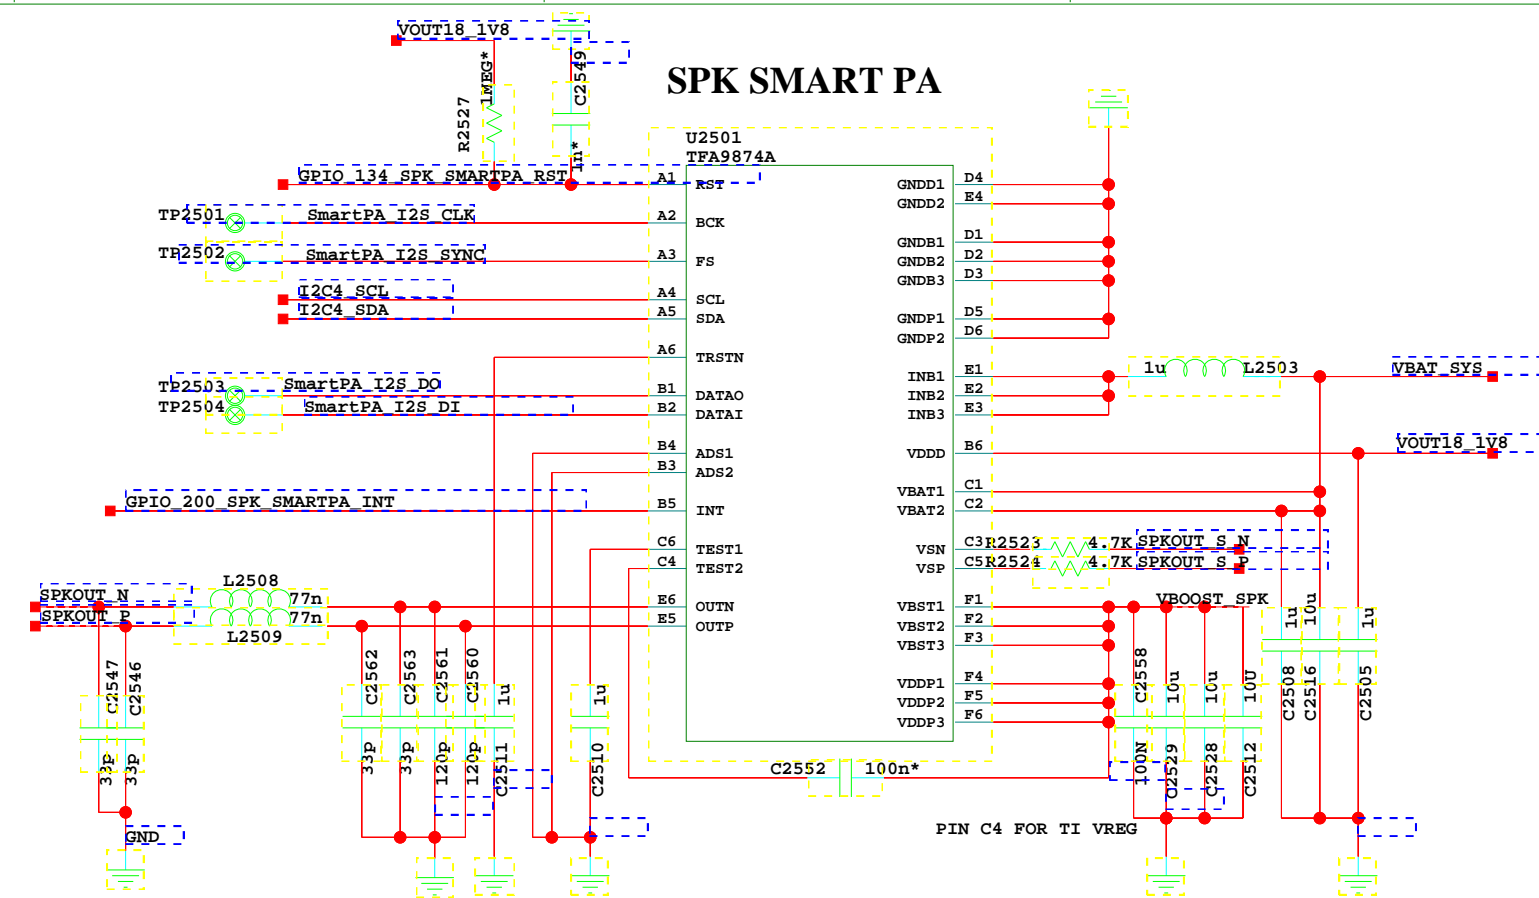 VOUT18_1V8
SPK SMART PA
R2527
1MEG*
C2549
1n*
U2501
TFA9874A
GPIO_134_SPK_SMARTPA_RST
A1 RST
TP2501 SmartPA_I2S_CLK
A2 BCK
TP2502 SmartPA_I2S_SYNC
A3 FS
I2C4_SCL
A4 SCL
I2C4_SDA
A5 SDA
A6 TRSTN
TP2503 SmartPA_I2S_DO
B1 DATAO
TP2504 SmartPA_I2S_DI
B2 DATAI
B4 ADS1
B3 ADS2
GPIO_200_SPK_SMARTPA_INT
B5 INT
C6 TEST1
C4 TEST2
E6 OUTN
E5 OUTP
GNDD1 D4
GNDD2 E4
GNDB1 D1
GNDB2 D2
GNDB3 D3
GNDP1 D5
GNDP2 D6
INB1 E1
INB2 E2
INB3 E3
1u L2503 VBAT_SYS
VDDD B6
VOUT18_1V8
VBAT1 C1
VBAT2 C2
VSN C3 R2523 4.7K SPKOUT_S_N
VSP C5 R2524 4.7K SPKOUT_S_P
VBST1 F1
VBST2 F2
VBST3 F3
VBOOST_SPK
VDDP1 F4
VDDP2 F5
VDDP3 F6
SPKOUT_N
SPKOUT_P
L2508
77n
77n
L2509
C2547
33p
C2546
33p
GND
C2562
33p
C2563
33p
C2561
120p
C2560
120p
1u
C2511
1u
C2510
C2552 100n*
C2558
100N
10u
C2529
10u
C2528
10U
C2512
1u
C2508
10u
C2516
1u
C2505
PIN C4 FOR TI VREG